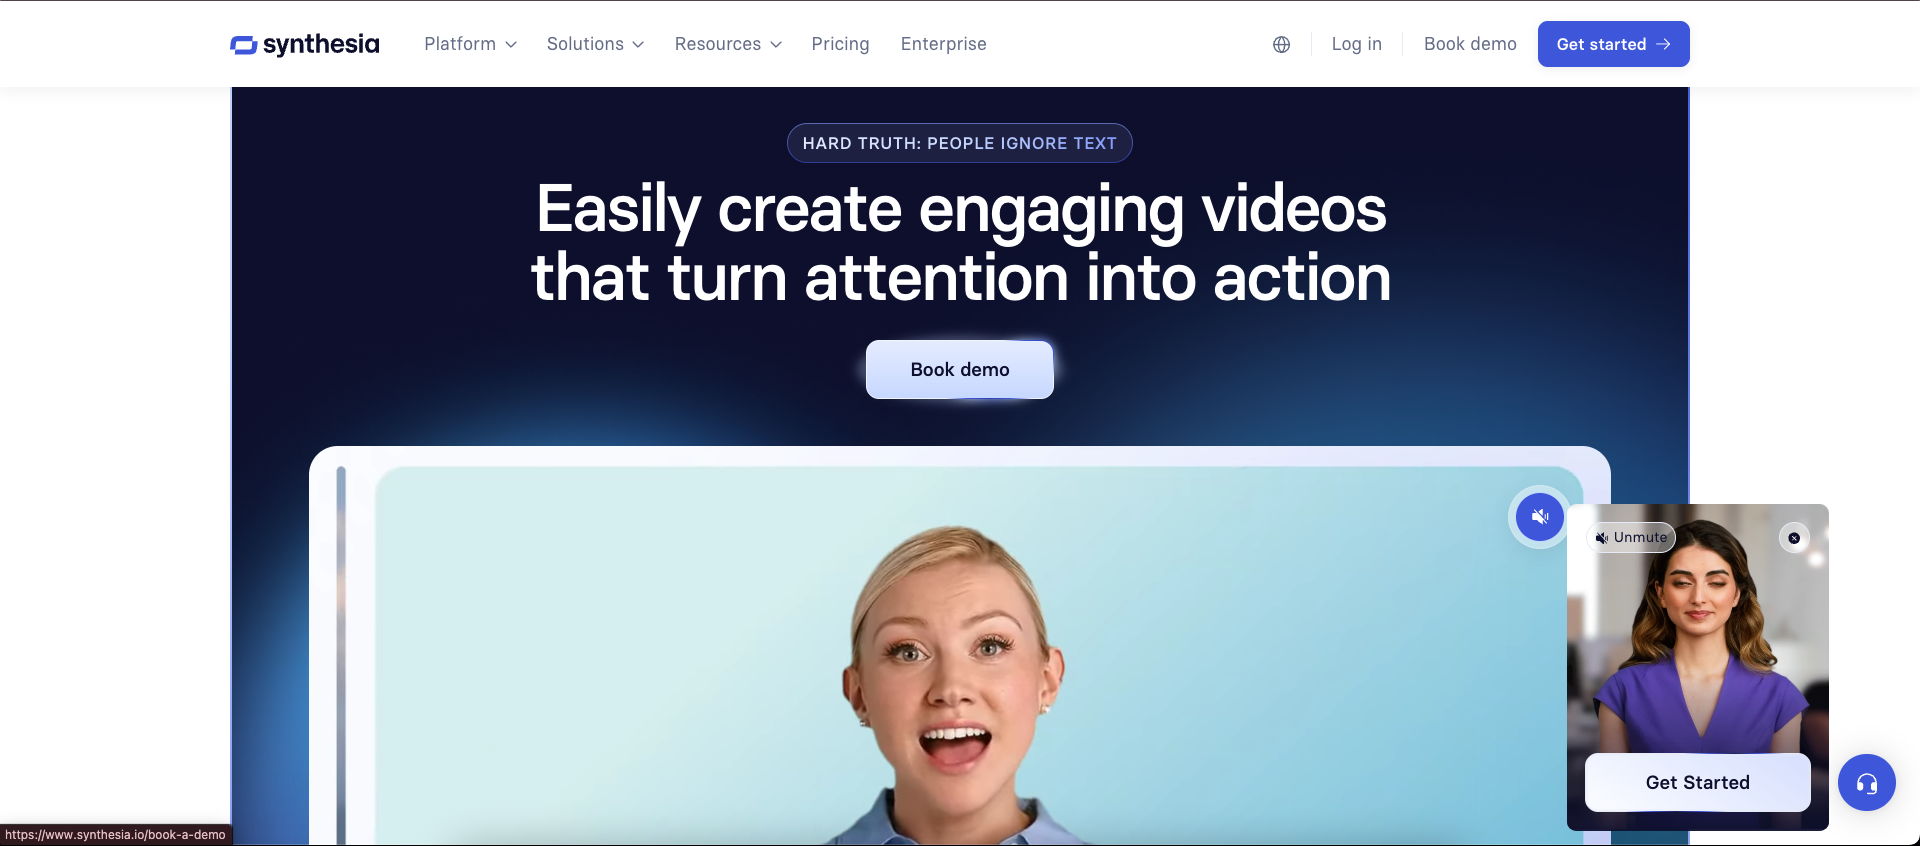 synthesia
Platform
Solutions
Resources
Pricing
Enterprise
Log in
Book demo
Get started
HARD TRUTH: PEOPLE IGNORE TEXT
Easily create engaging videos
that turn attention into action
Book demo
Unmute
Get Started
https://www.synthesia.io/book-a-demo